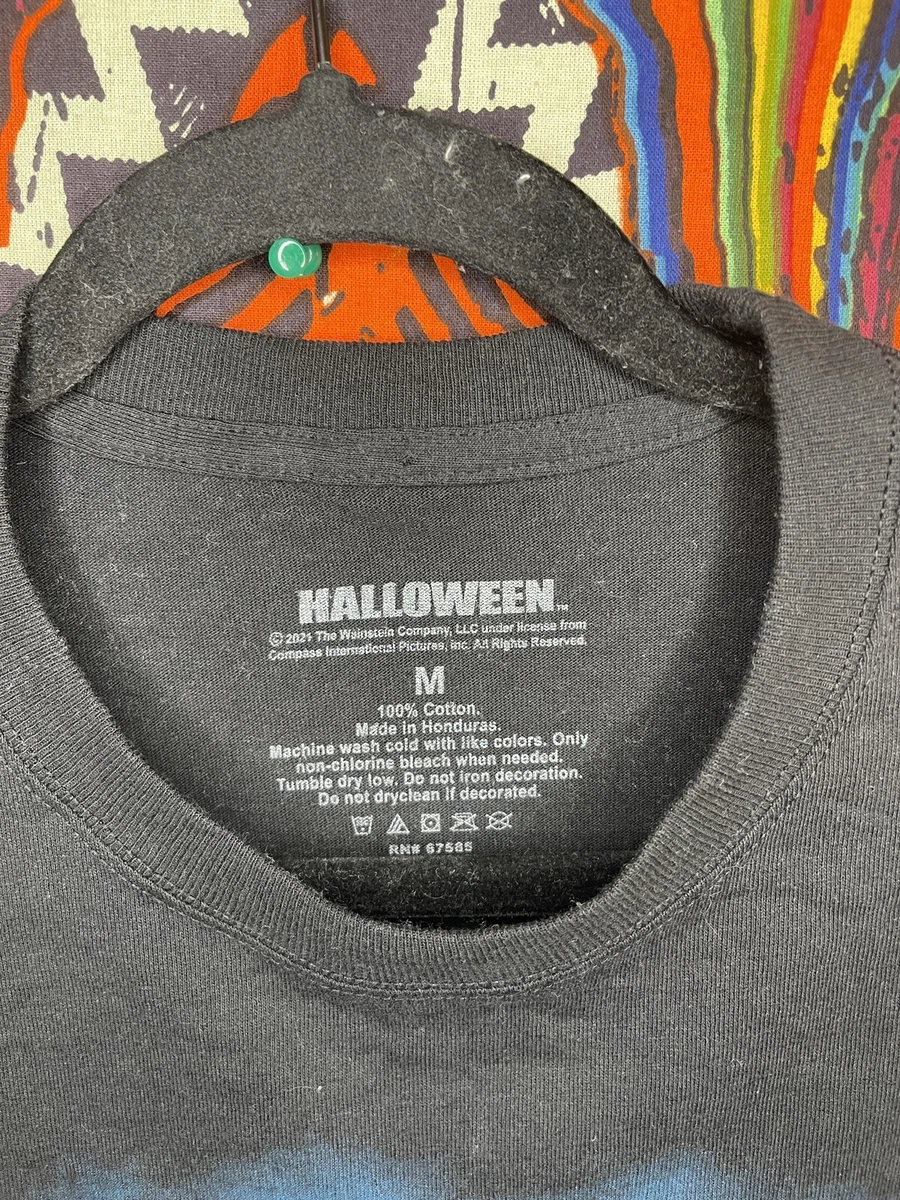 HALLOWEEN™
© 2021 The Weinstein Company, LLC under license from
Compass International Pictures, Inc. All Rights Reserved.
M
100% Cotton.
Made in Honduras.
Machine wash cold with like colors. Only
non-chlorine bleach when needed.
Tumble dry low. Do not iron decoration.
Do not dryclean if decorated.
RN# 67585